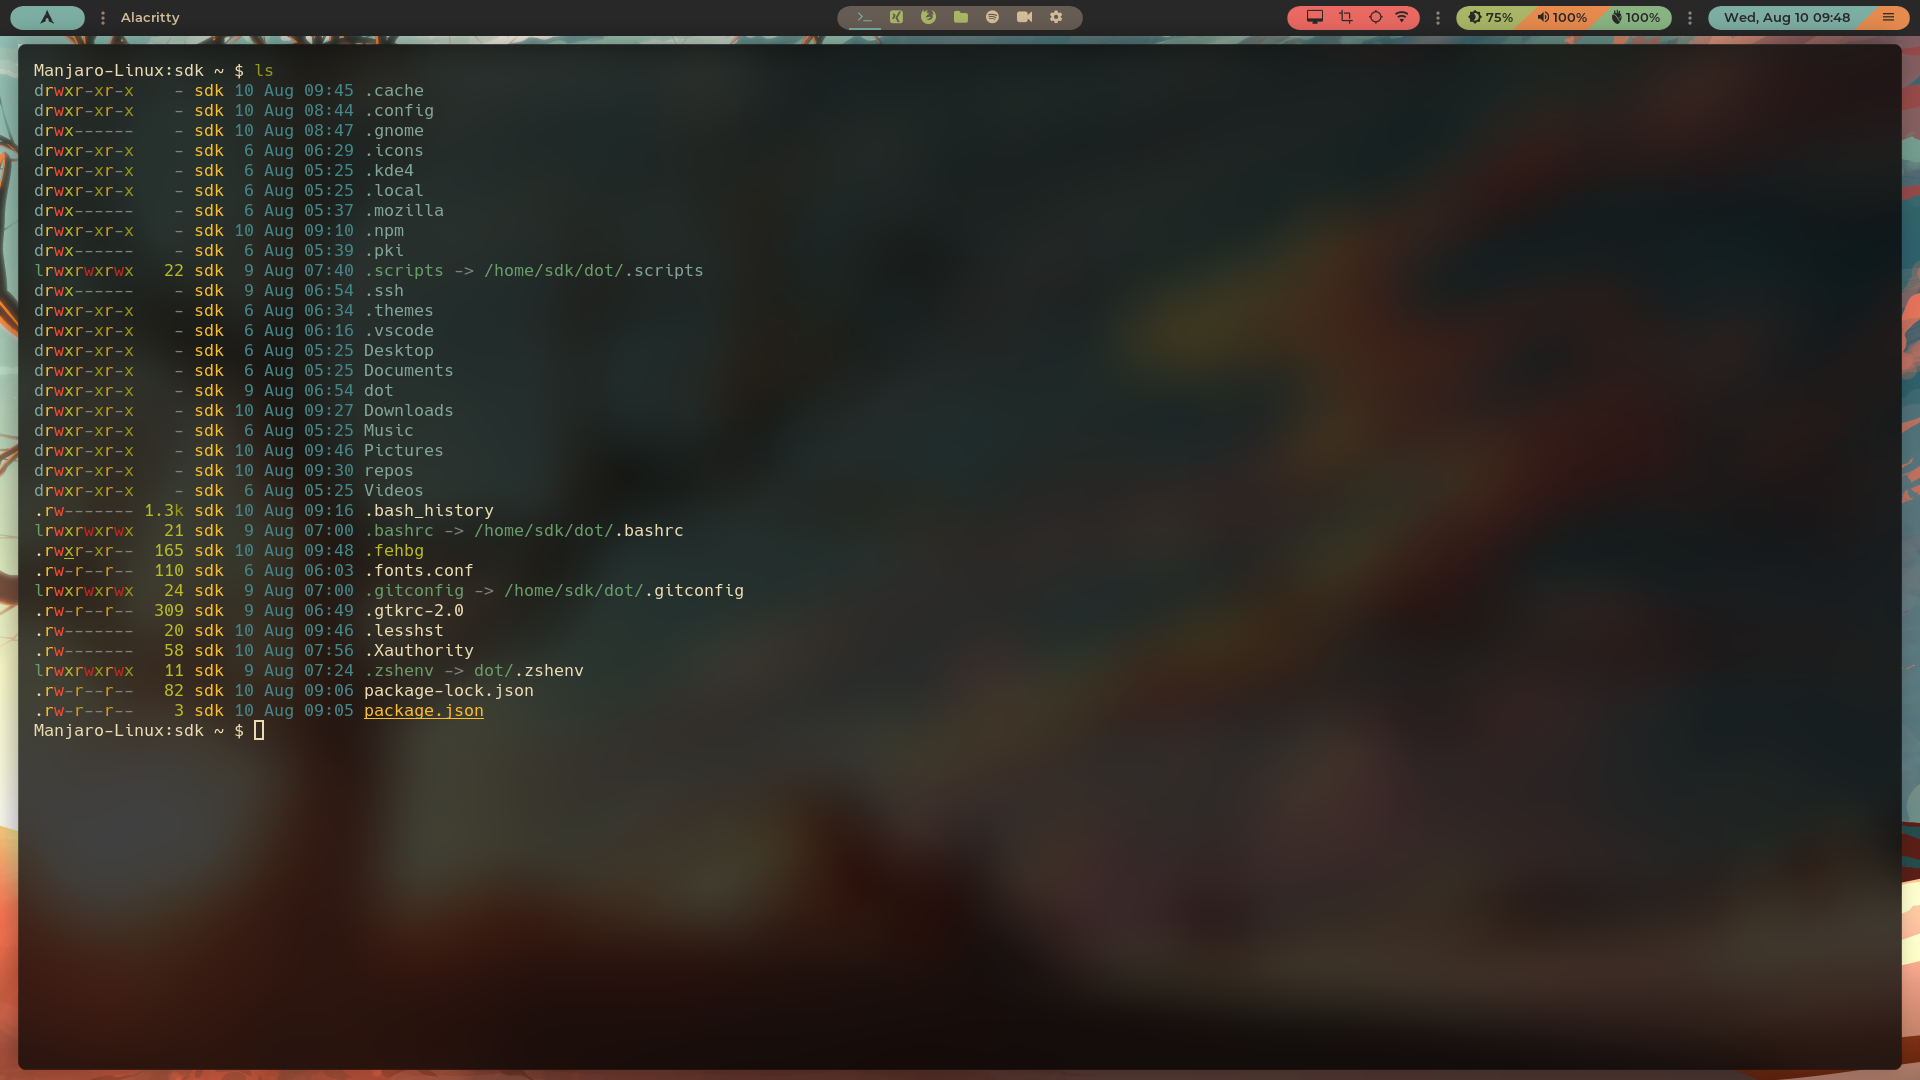 Alacritty
75% 100% 100%
Wed, Aug 10 09:48
Manjaro-Linux:sdk ~ $ ls
drwxr-xr-x    - sdk 10 Aug 09:45 .cache
drwxr-xr-x    - sdk 10 Aug 08:44 .config
drwx------    - sdk 10 Aug 08:47 .gnome
drwxr-xr-x    - sdk  6 Aug 06:29 .icons
drwxr-xr-x    - sdk  6 Aug 05:25 .kde4
drwxr-xr-x    - sdk  6 Aug 05:25 .local
drwx------    - sdk  6 Aug 05:37 .mozilla
drwxr-xr-x    - sdk 10 Aug 09:10 .npm
drwx------    - sdk  6 Aug 05:39 .pki
lrwxrwxrwx   22 sdk  9 Aug 07:40 .scripts -> /home/sdk/dot/.scripts
drwx------    - sdk  9 Aug 06:54 .ssh
drwxr-xr-x    - sdk  6 Aug 06:34 .themes
drwxr-xr-x    - sdk  6 Aug 06:16 .vscode
drwxr-xr-x    - sdk  6 Aug 05:25 Desktop
drwxr-xr-x    - sdk  6 Aug 05:25 Documents
drwxr-xr-x    - sdk  9 Aug 06:54 dot
drwxr-xr-x    - sdk 10 Aug 09:27 Downloads
drwxr-xr-x    - sdk  6 Aug 05:25 Music
drwxr-xr-x    - sdk 10 Aug 09:46 Pictures
drwxr-xr-x    - sdk 10 Aug 09:30 repos
drwxr-xr-x    - sdk  6 Aug 05:25 Videos
.rw------- 1.3k sdk 10 Aug 09:16 .bash_history
lrwxrwxrwx   21 sdk  9 Aug 07:00 .bashrc -> /home/sdk/dot/.bashrc
.rwxr-xr--  165 sdk 10 Aug 09:48 .fehbg
.rw-r--r--  110 sdk  6 Aug 06:03 .fonts.conf
lrwxrwxrwx   24 sdk  9 Aug 07:00 .gitconfig -> /home/sdk/dot/.gitconfig
.rw-r--r--  309 sdk  9 Aug 06:49 .gtkrc-2.0
.rw-------   20 sdk 10 Aug 09:46 .lesshst
.rw-------   58 sdk 10 Aug 07:56 .Xauthority
lrwxrwxrwx   11 sdk  9 Aug 07:24 .zshenv -> dot/.zshenv
.rw-r--r--   82 sdk 10 Aug 09:06 package-lock.json
.rw-r--r--    3 sdk 10 Aug 09:05 package.json
Manjaro-Linux:sdk ~ $